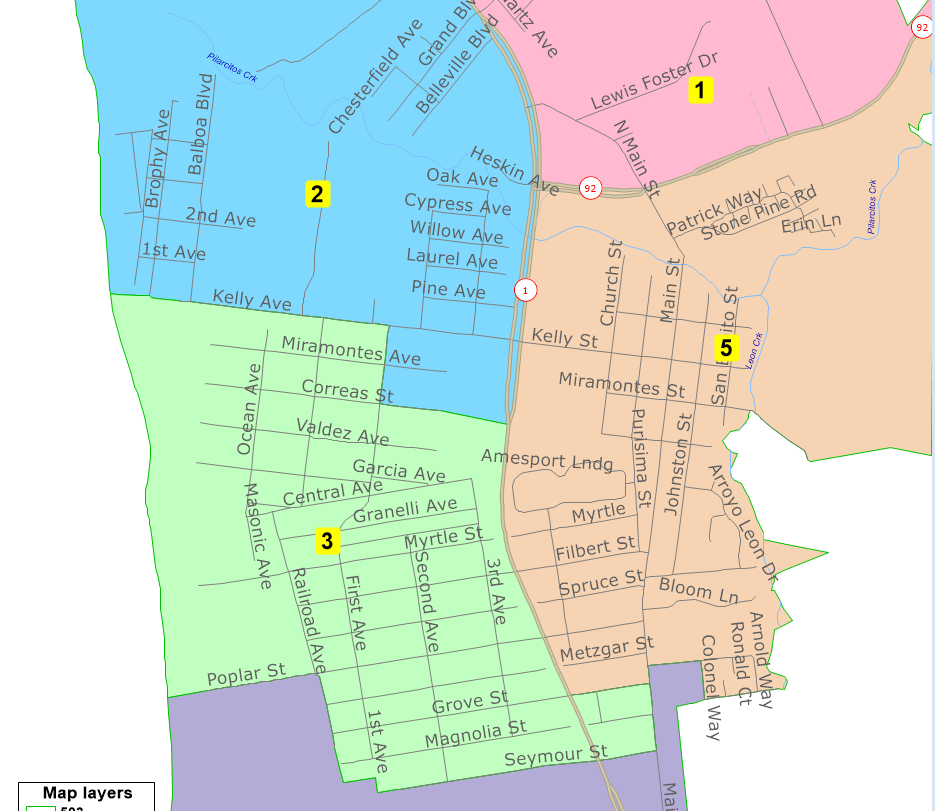 Grand Blvd
Chesterfield Ave
Belleville Blvd
92
Pilarcitos Crk
Lewis Foster Dr
1
Brophy Ave
Balboa Blvd
N Main St
Heskin Ave
Oak Ave
92
Pilarcitos Crk
2
Cypress Ave
Patrick Way
Stone Pine Rd
Erin Ln
2nd Ave
Willow Ave
1st Ave
Laurel Ave
Church St
Main St
Pine Ave
1
Kelly Ave
Kelly St
5
Leon Crk
Miramontes Ave
Miramontes St
Correas St
Ocean Ave
Valdez Ave
Purisima St
Johnston St
Amesport Lndg
Garcia Ave
Central Ave
Arroyo Leon Dr
Masonic Ave
Granelli Ave
Myrtle
3
Myrtle St
Filbert St
Railroad Ave
First Ave
Second Ave
3rd Ave
Spruce St
Bloom Ln
Metzgar St
Colonel Way
Ronald Ct
Arnold Way
Poplar St
Grove St
1st Ave
Magnolia St
Seymour St
Map layers